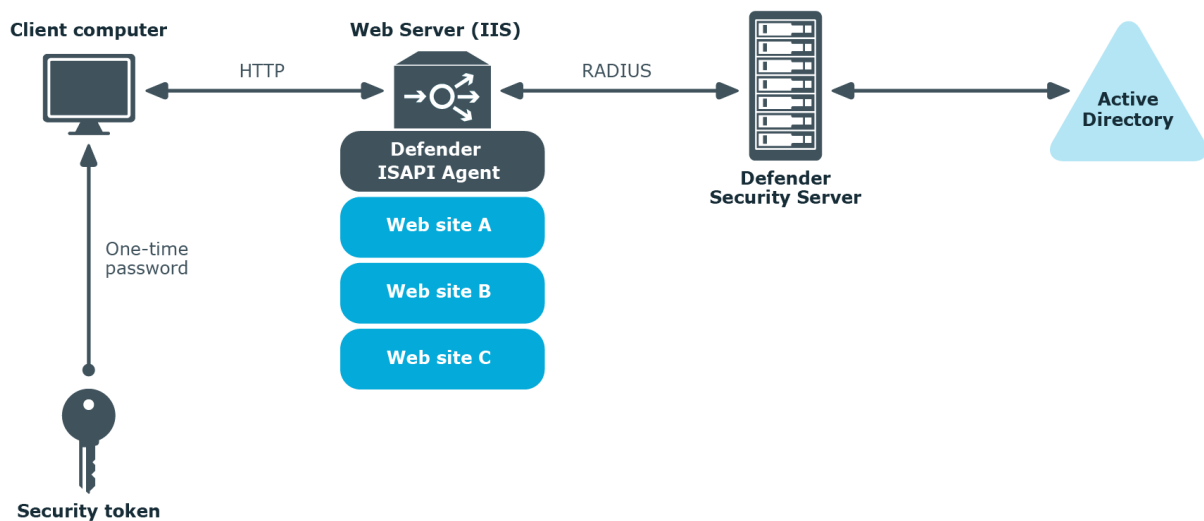 Client computer
Web Server (IIS)
HTTP
RADIUS
Active
Directory
Defender
ISAPI Agent
Defender
Security Server
Web site A
One-time
password
Web site B
Web site C
Security token